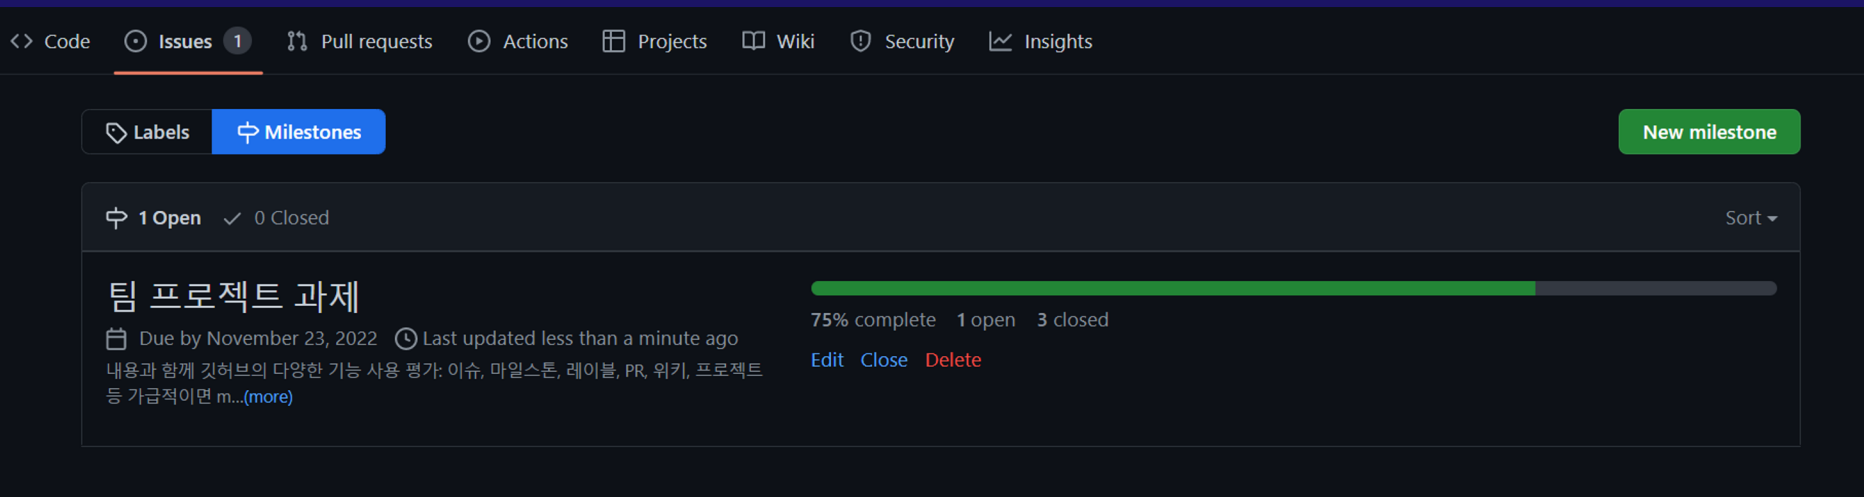 Code Issues 1 Pull requests Actions Projects Wiki Security Insights
Labels Milestones New milestone
1 Open 0 Closed Sort
팀 프로젝트 과제
Due by November 23, 2022 Last updated less than a minute ago
내용과 함께 깃허브의 다양한 기능 사용 평가: 이슈, 마일스톤, 레이블, PR, 위키, 프로젝트
등 가급적이면 m...(more)
75% complete 1 open 3 closed
Edit Close Delete